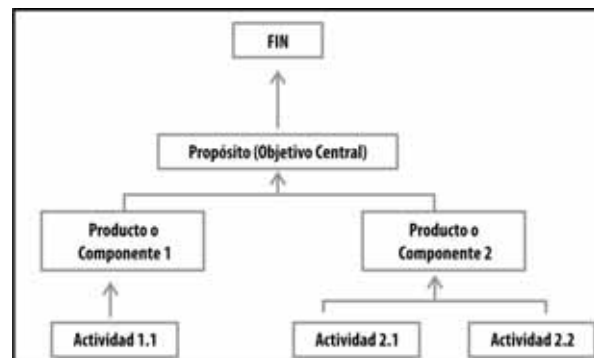 FIN
Propósito (Objetivo Central)
Producto o
Componente 1
Producto o
Componente 2
Actividad 1.1
Actividad 2.1
Actividad 2.2